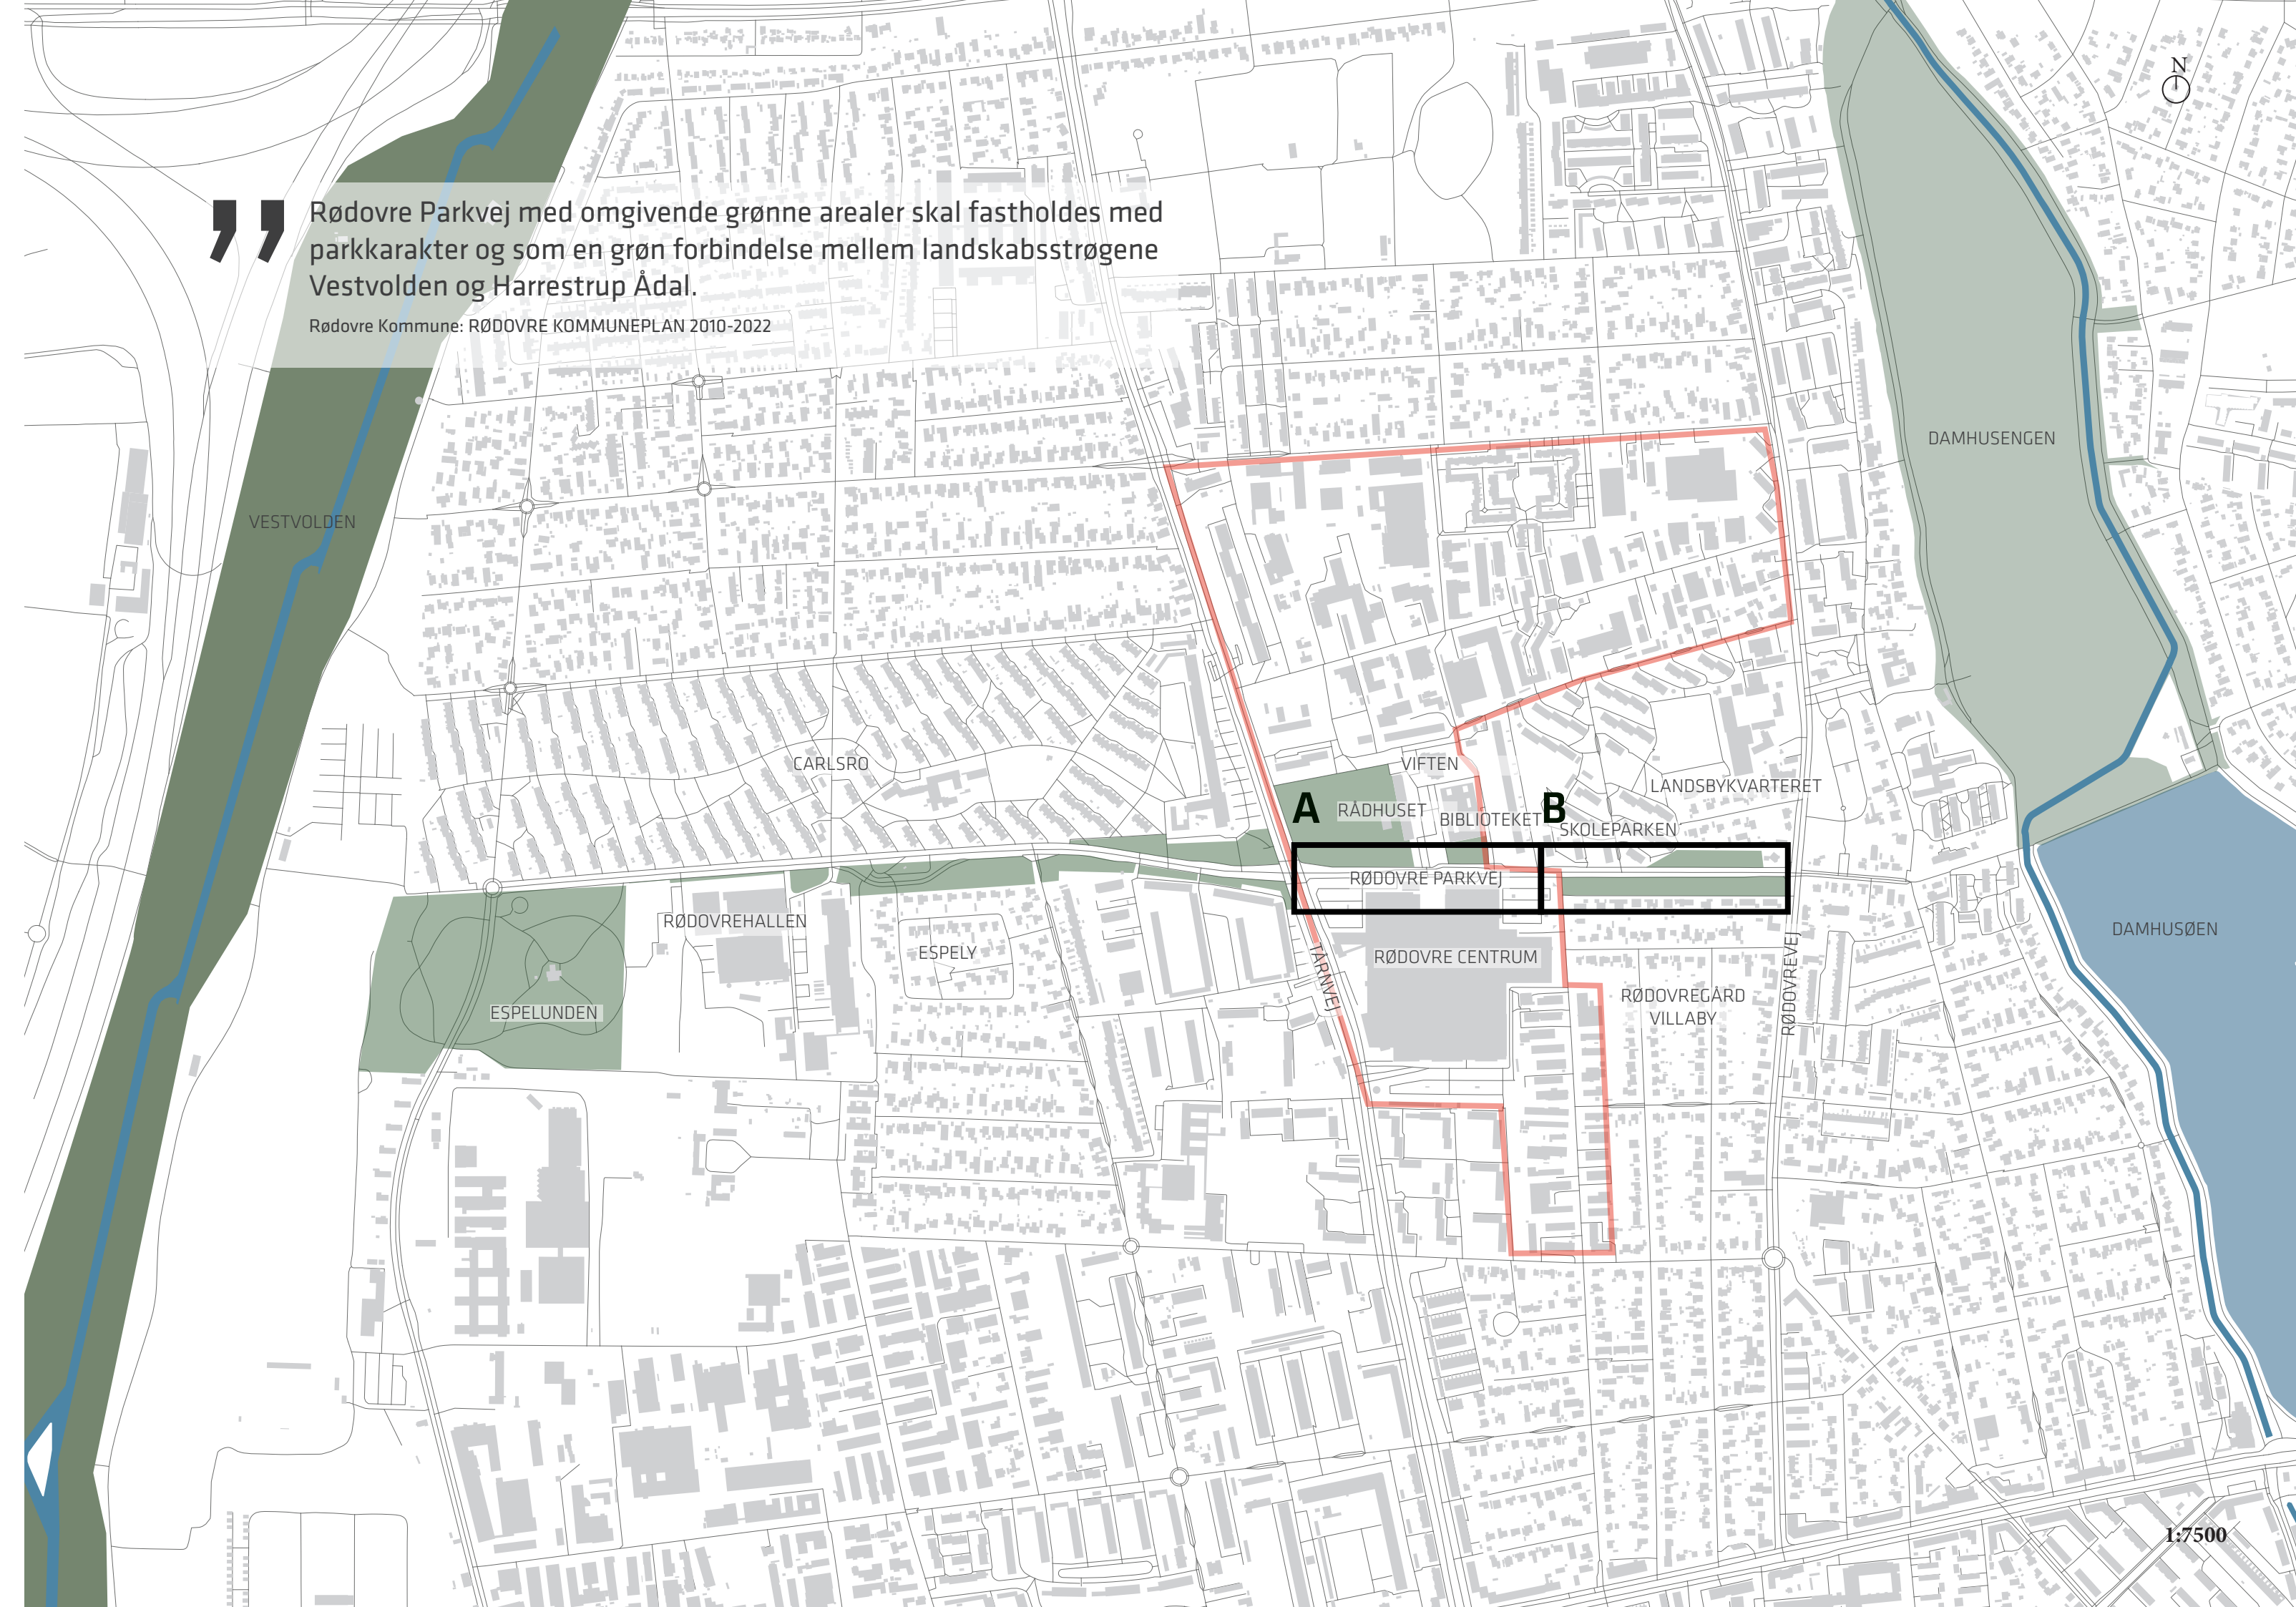 N
” Rødovre Parkvej med omgivende grønne arealer skal fastholdes med
parkkarakter og som en grøn forbindelse mellem landskabsstrøgene
Vestvolden og Harrestrup Ådal.
Rødovre Kommune: RØDOVRE KOMMUNEPLAN 2010-2022
DAMHUSENGEN
VESTVOLDEN
CARLSRO
VIFTEN
LANDSBYKVARTERET
A
RÅDHUSET
BIBLIOTEKET
B
SKOLEPARKEN
RØDOVRE PARKVEJ
RØDOVREHALLEN
DAMHUSØEN
ESPELY
RØDOVRE CENTRUM
TÅRNVEJ
RØDOVREVEJ
RØDOVREGÅRD
VILLABY
ESPELUNDEN
1:7500